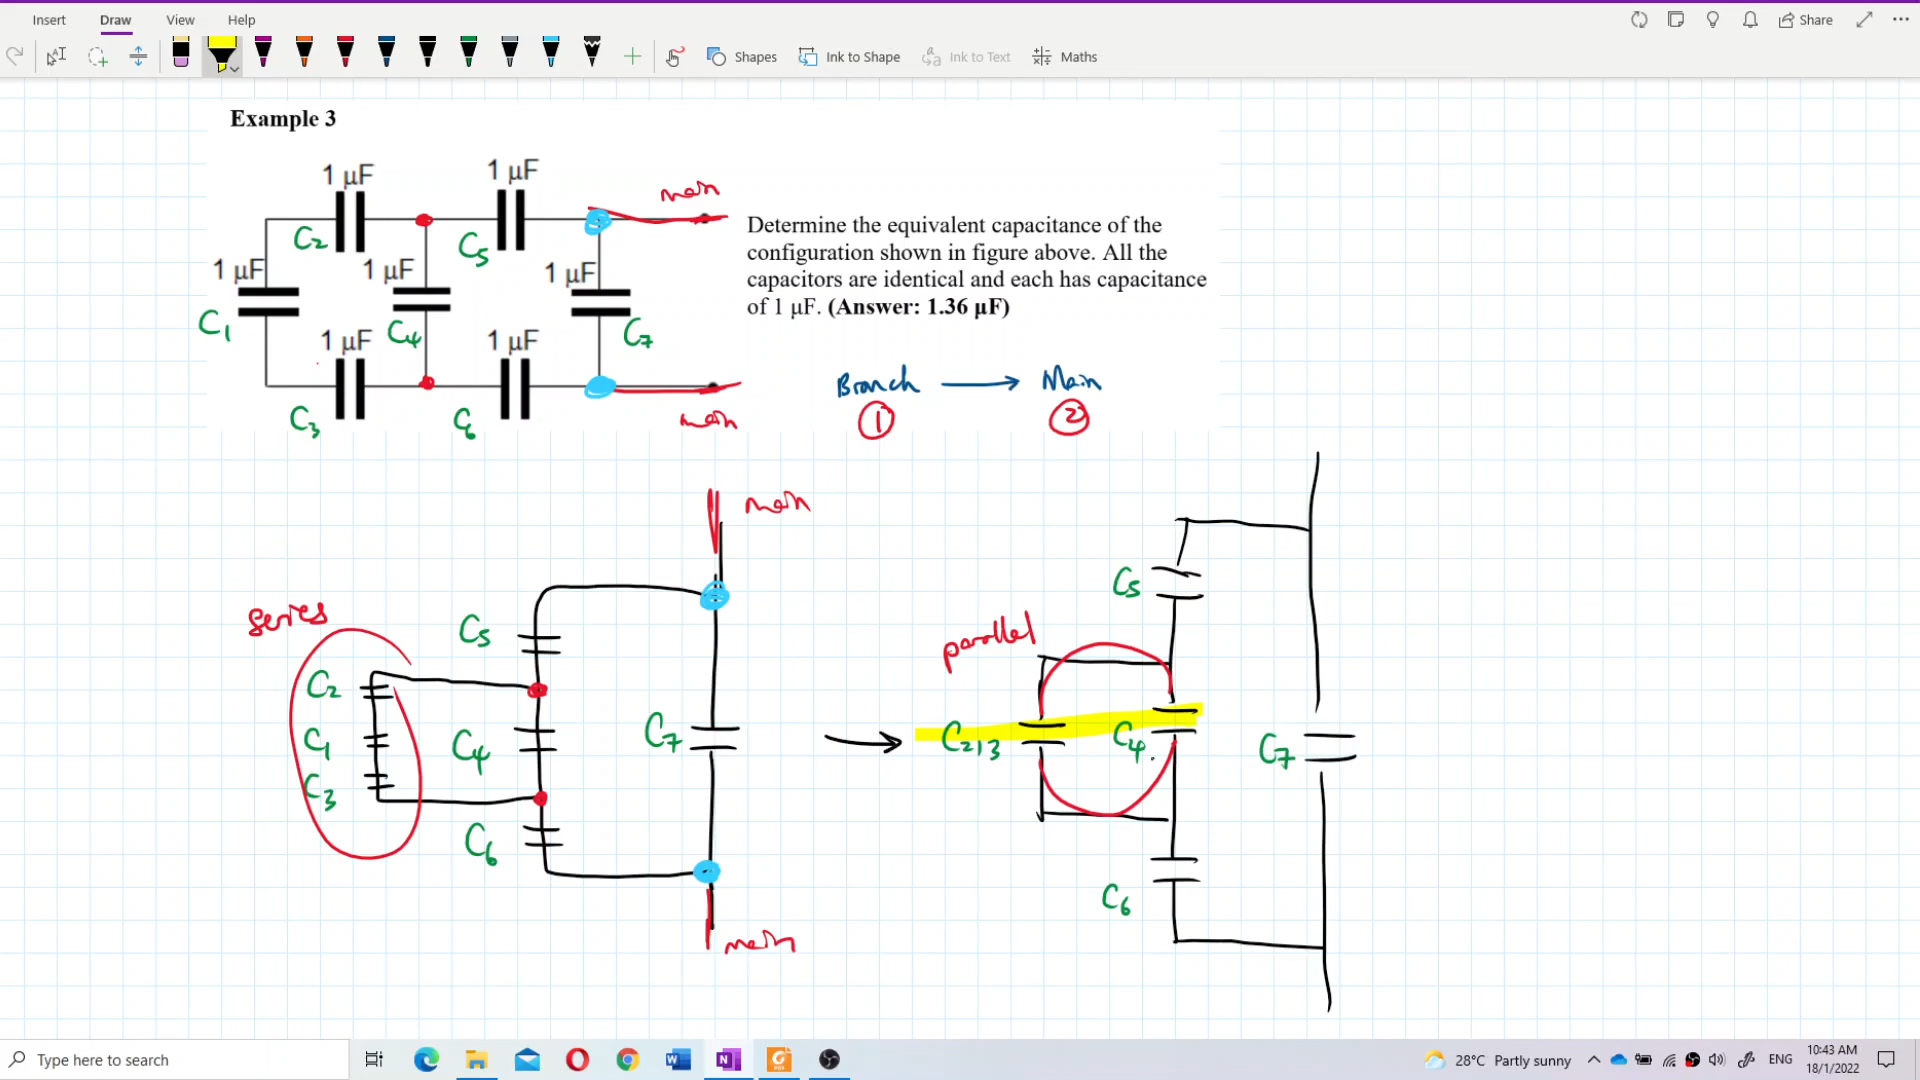 Insert Draw View Help
Share
Shapes Ink to Shape Ink to Text Maths
Example 3
1 µF 1 µF
main
C2 C5
1 µF 1 µF 1 µF
C1 C4 C7
1 µF 1 µF
C3 C6
main
Determine the equivalent capacitance of the
configuration shown in figure above. All the
capacitors are identical and each has capacitance
of 1 µF. (Answer: 1.36 µF)
Branch → Main
① ②
main
series
C5
C2
C1
C3
C4
C6
C7
main
parallel
C5
C213 C4 C7
C6
Type here to search
28°C Partly sunny
ENG
10:43 AM
18/1/2022